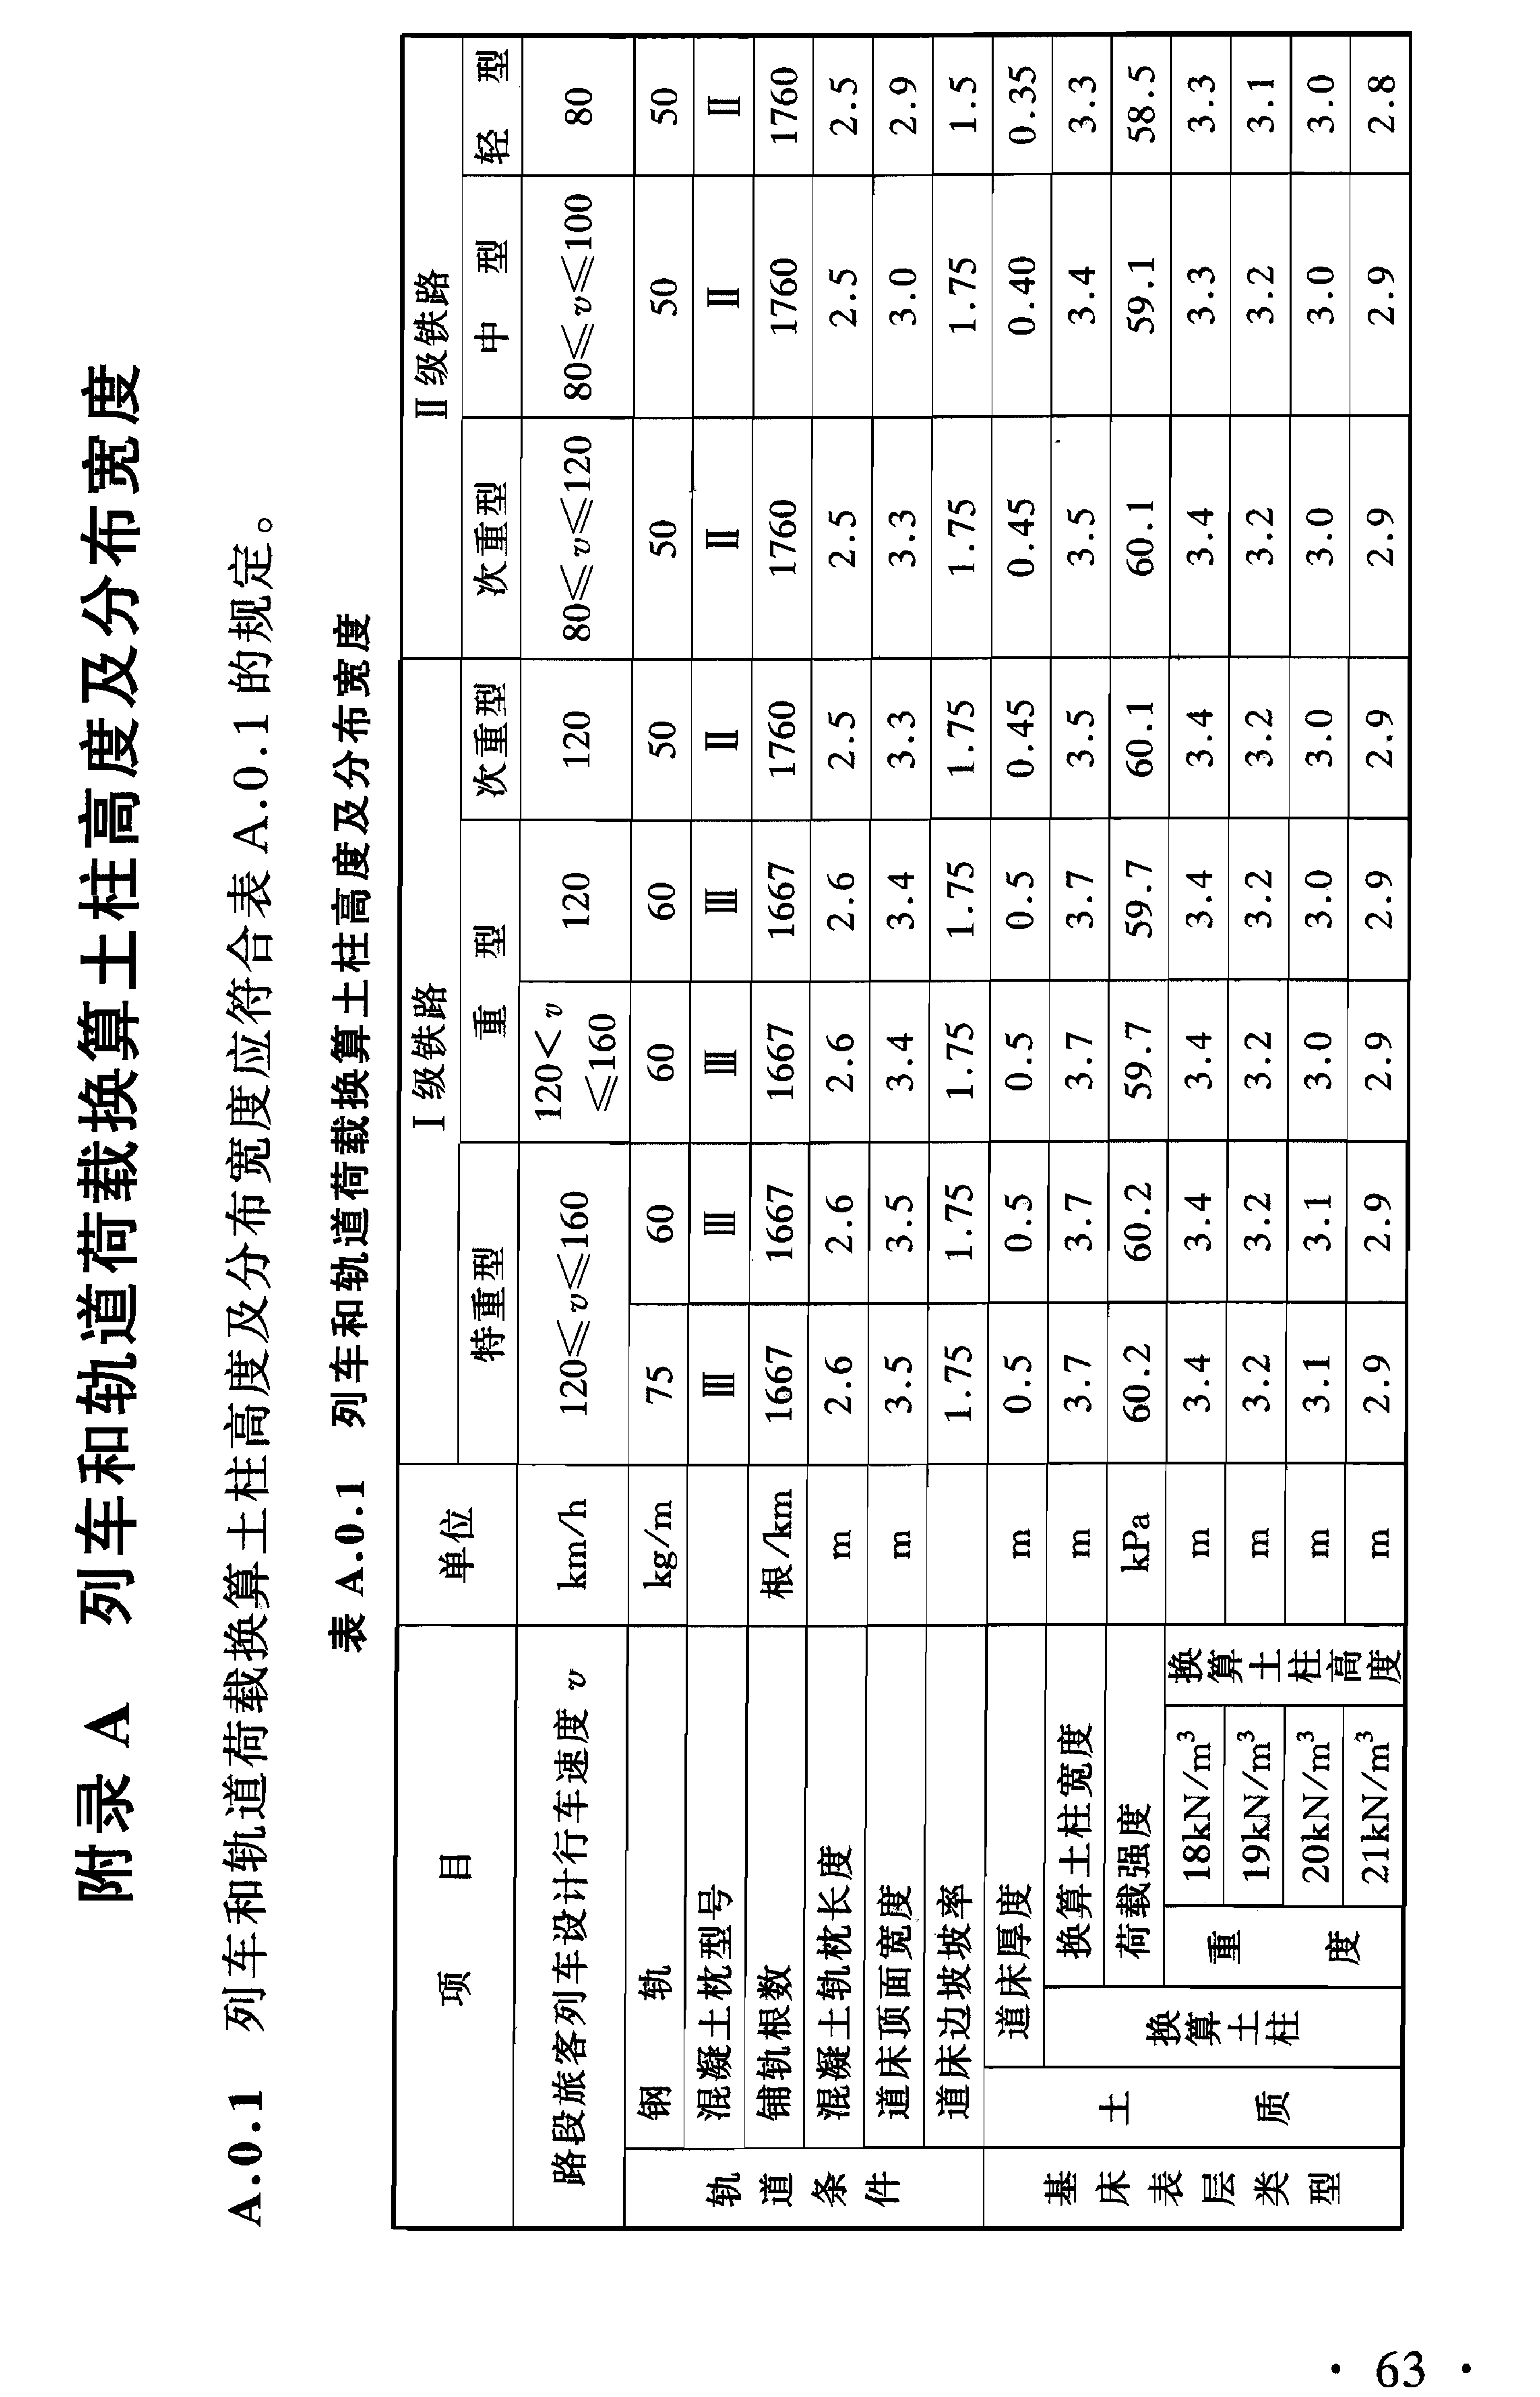 附录 A 列车和轨道荷载换算土柱高度及分布宽度
A.0.1 列车和轨道荷载换算土柱高度及分布宽度应符合表 A.0.1 的规定。
表 A.0.1 列车和轨道荷载换算土柱高度及分布宽度
项 目 单位 Ⅰ级铁路 Ⅱ级铁路
特重型 重 型 次重型 次重型 中 型 轻 型
路段旅客列车设计行车速度 v km/h 120≤v≤160 120<v≤160 120 120 80≤v≤120 80≤v≤100 80
轨道条件
钢 轨 kg/m 75 60 60 60 50 50 50 50
混凝土枕型号 Ⅲ Ⅲ Ⅲ Ⅲ Ⅱ Ⅱ Ⅱ Ⅱ
铺轨根数 根/km 1667 1667 1667 1667 1760 1760 1760 1760
混凝土轨枕长度 m 2.6 2.6 2.6 2.6 2.5 2.5 2.5 2.5
道床顶面宽度 m 3.5 3.5 3.4 3.4 3.3 3.3 3.0 2.9
道床边坡坡率 1.75 1.75 1.75 1.75 1.75 1.75 1.75 1.5
基床表层类型
土 质
道床厚度 m 0.5 0.5 0.5 0.5 0.45 0.45 0.40 0.35
换算土柱
换算土柱宽度 m 3.7 3.7 3.7 3.7 3.5 3.5 3.4 3.3
荷载强度 kPa 60.2 60.2 59.7 59.7 60.1 60.1 59.1 58.5
重 度
换算土柱高度
18kN/m³ m 3.4 3.4 3.4 3.4 3.4 3.4 3.3 3.3
19kN/m³ m 3.2 3.2 3.2 3.2 3.2 3.2 3.2 3.1
20kN/m³ m 3.1 3.1 3.0 3.0 3.0 3.0 3.0 3.0
21kN/m³ m 2.9 2.9 2.9 2.9 2.9 2.9 2.9 2.8
· 63 ·